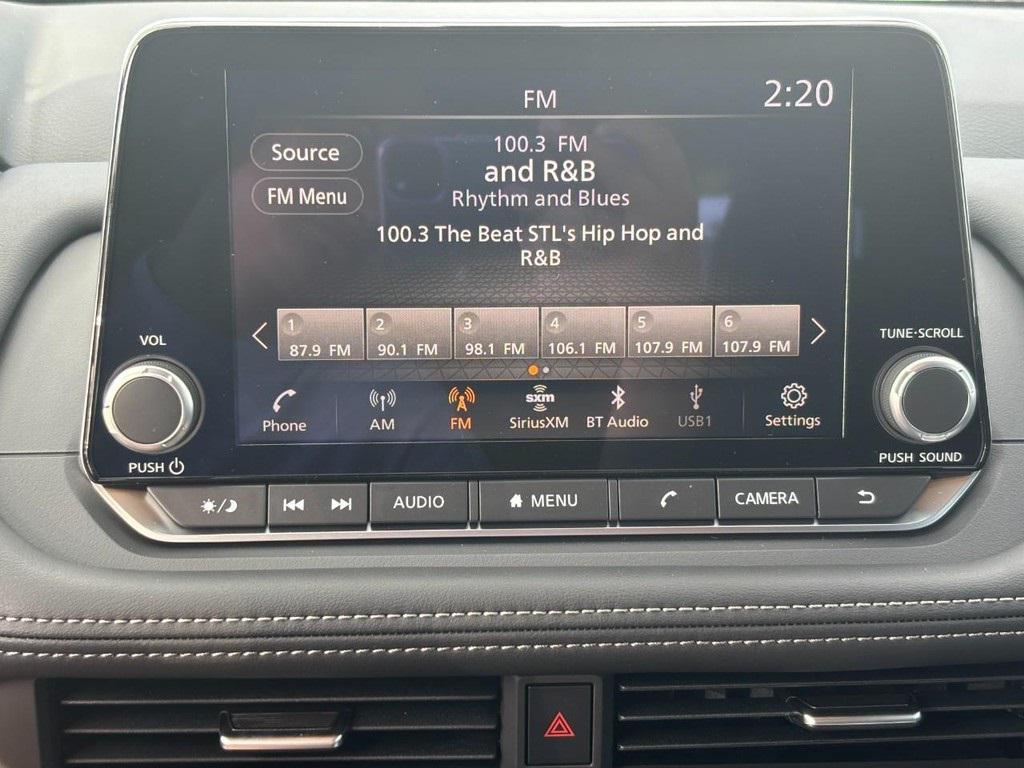 FM
2:20
Source
100.3 FM
and R&B
FM Menu
Rhythm and Blues
100.3 The Beat STL's Hip Hop and
R&B
1 2 3 4 5 6
87.9 FM 90.1 FM 98.1 FM 106.1 FM 107.9 FM 107.9 FM
VOL
TUNE·SCROLL
sxm
Phone AM FM SiriusXM BT Audio USB1 Settings
PUSH
PUSH SOUND
AUDIO MENU CAMERA